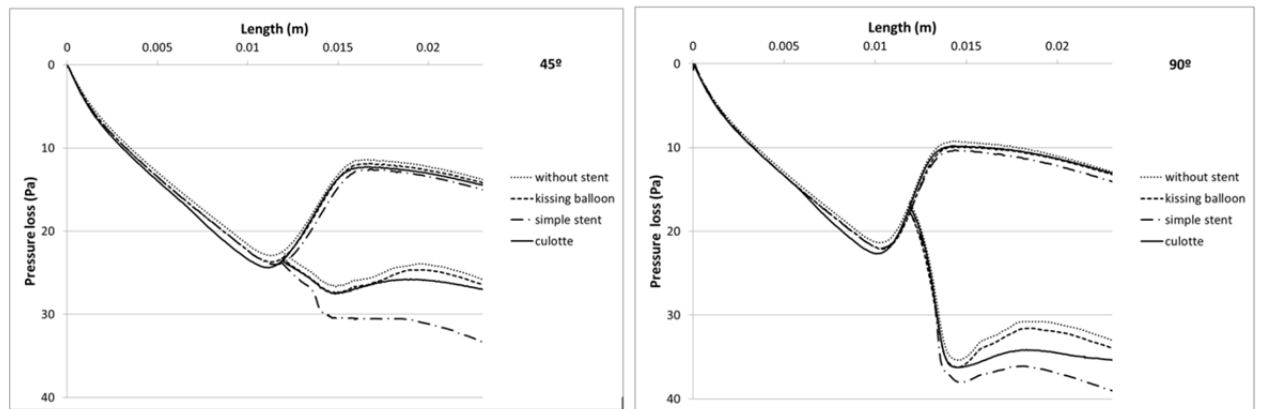 Length (m)
0 0.005 0.01 0.015 0.02
45º
0
10
20
30
40
Pressure loss (Pa)
without stent
kissing balloon
simple stent
culotte
Length (m)
0 0.005 0.01 0.015 0.02
90º
0
10
20
30
40
Pressure loss (Pa)
without stent
kissing balloon
simple stent
culotte